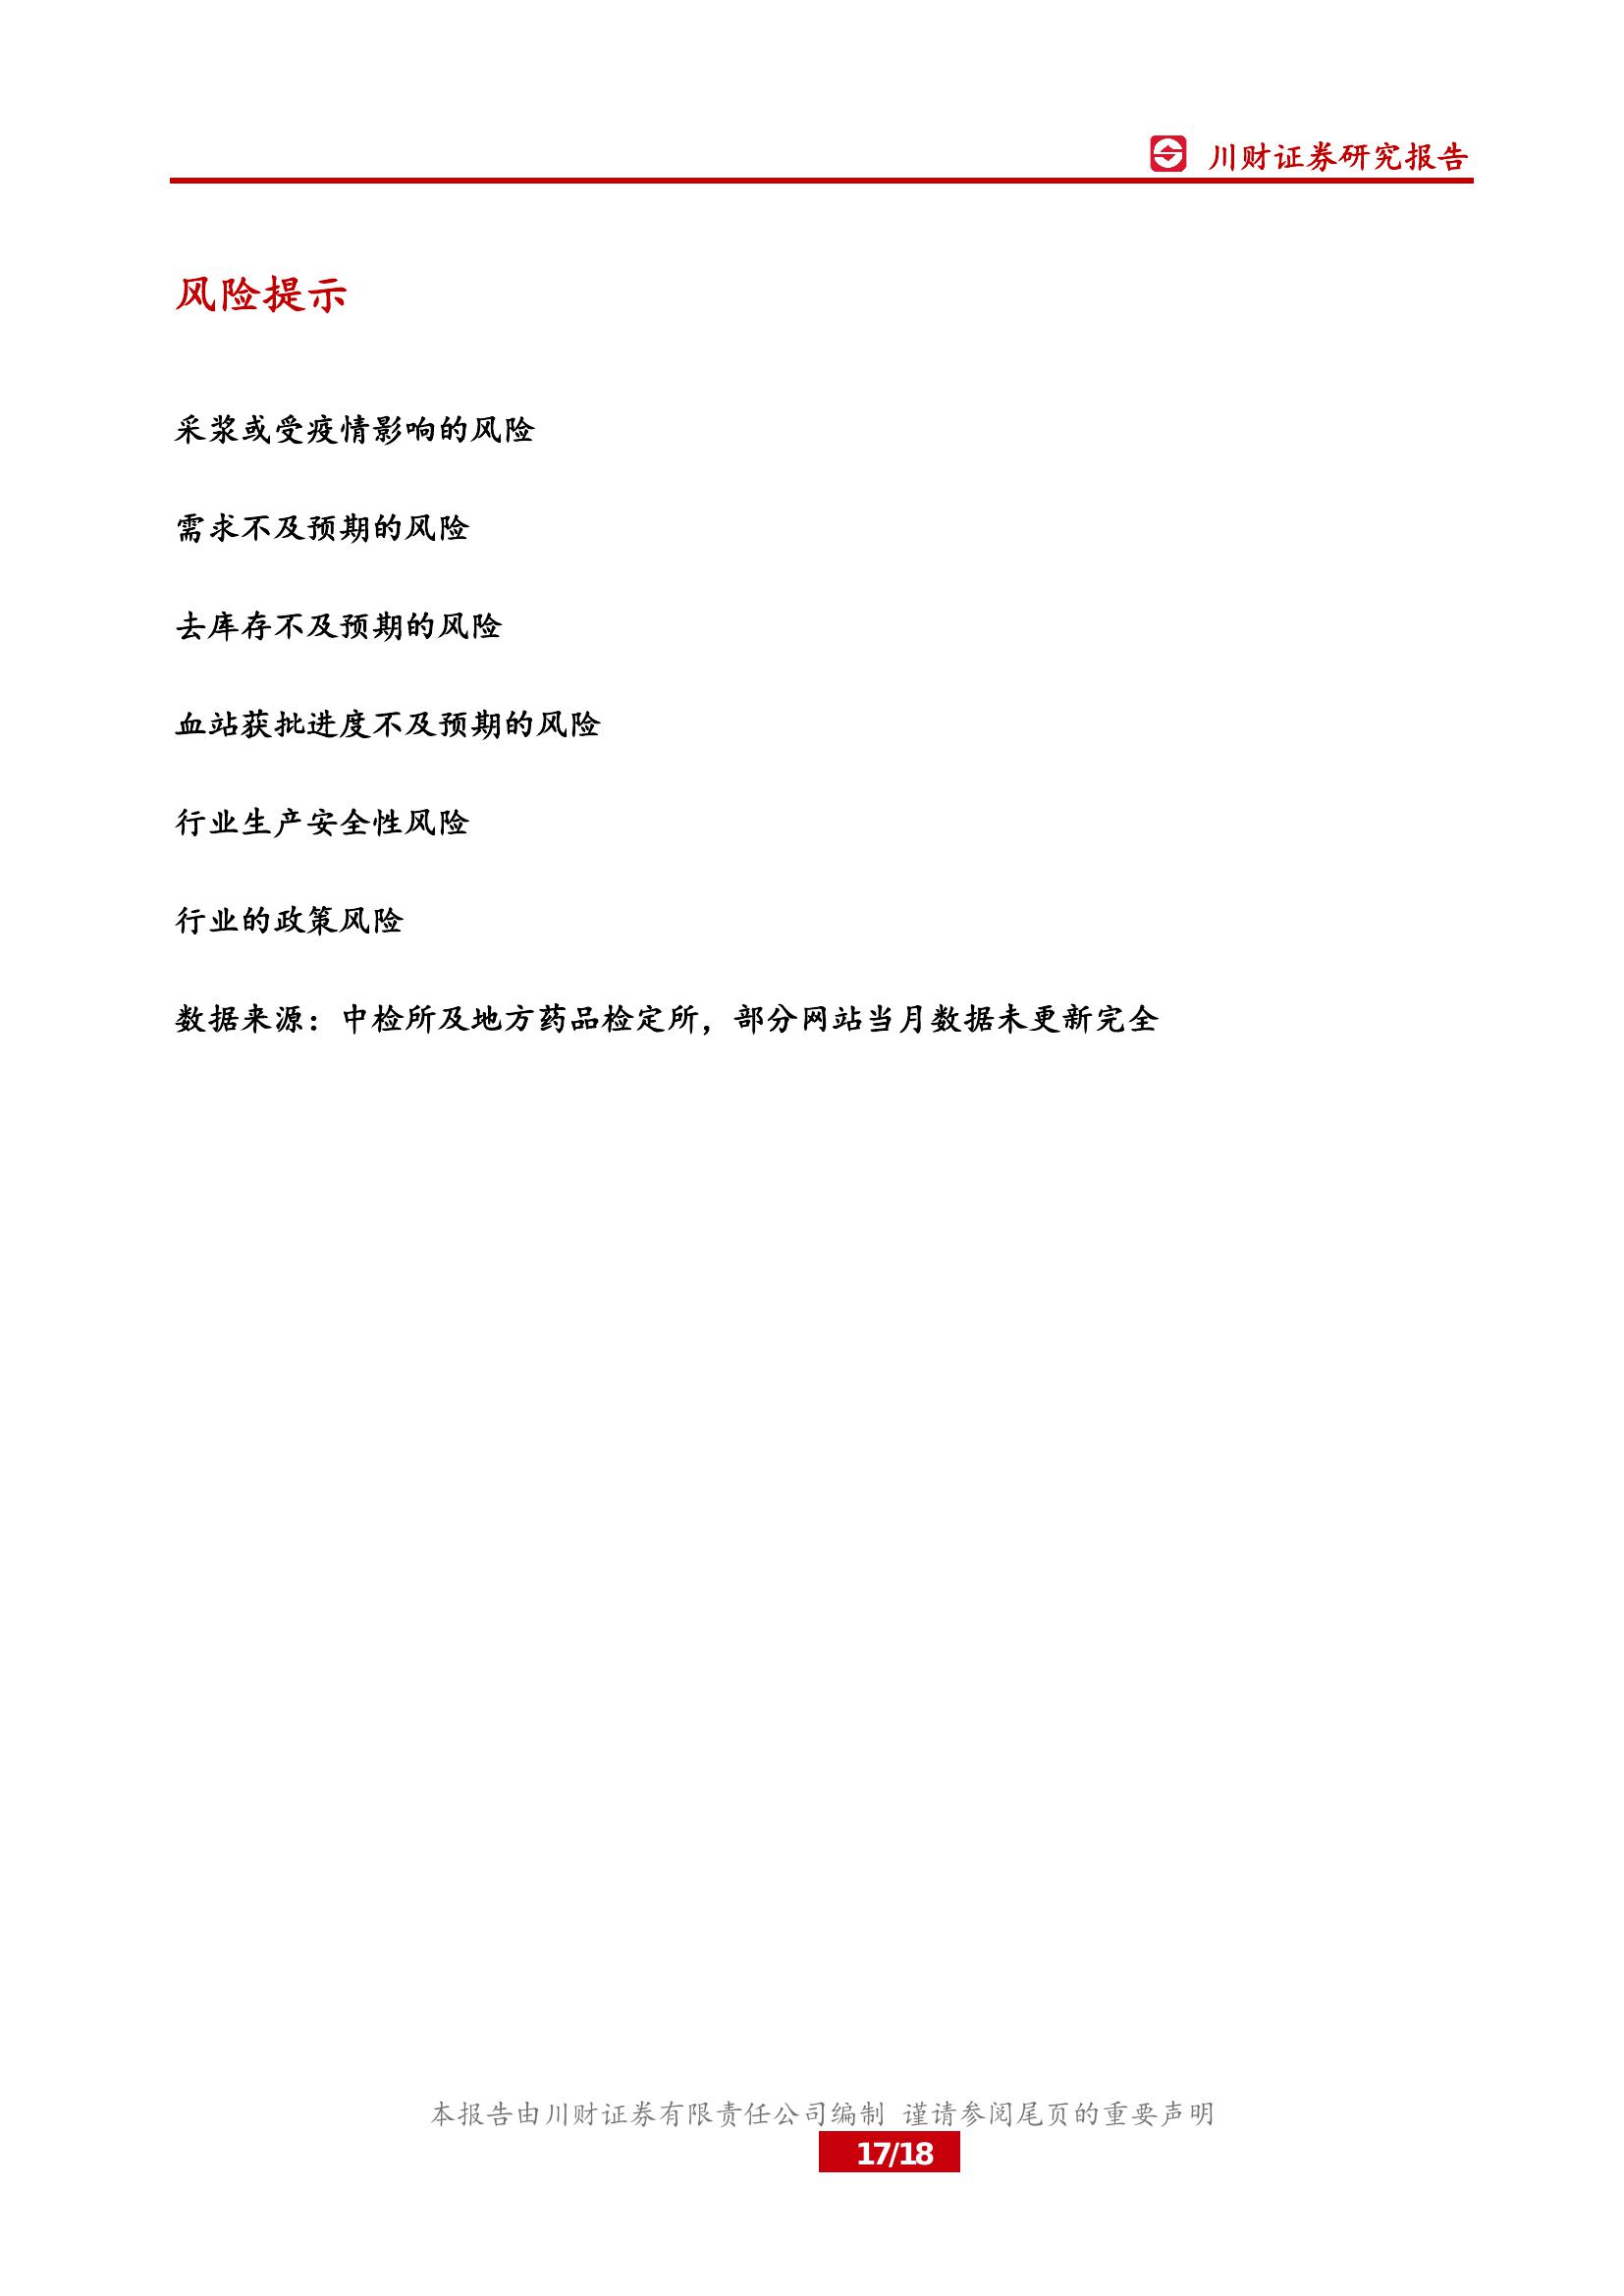 川财证券研究报告
风险提示
采浆或受疫情影响的风险
需求不及预期的风险
去库存不及预期的风险
血站获批进度不及预期的风险
行业生产安全性风险
行业的政策风险
数据来源：中检所及地方药品检定所，部分网站当月数据未更新完全
本报告由川财证券有限责任公司编制 谨请参阅尾页的重要声明
17/18